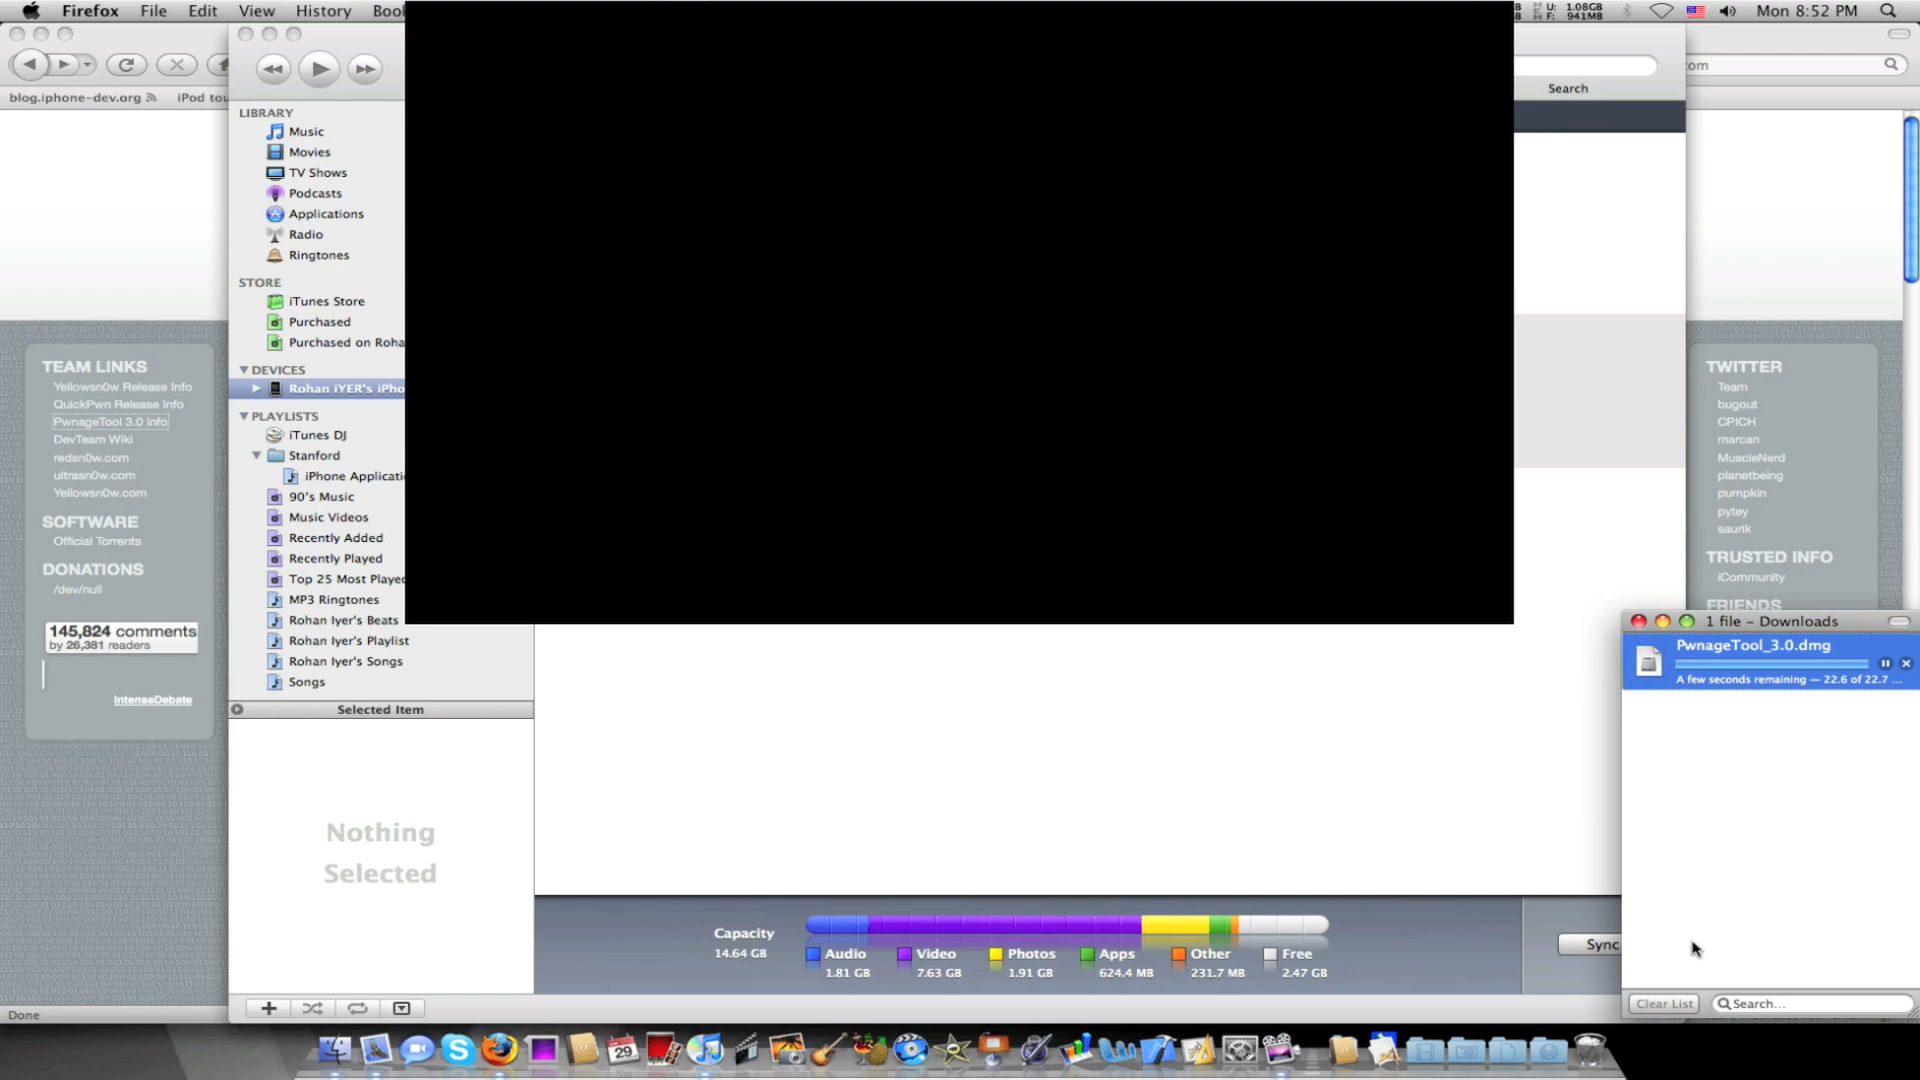 Firefox File Edit View History
U: 1.08GB
F: 941MB
Mon 8:52 PM
Search
blog.iphone-dev.org
LIBRARY
Music
Movies
TV Shows
Podcasts
Applications
Radio
Ringtones
STORE
iTunes Store
Purchased
Purchased on Roha
DEVICES
Rohan iYER's iPho
PLAYLISTS
iTunes DJ
Stanford
iPhone Applicati
90's Music
Music Videos
Recently Added
Recently Played
Top 25 Most Played
MP3 Ringtones
Rohan Iyer's Beats
Rohan Iyer's Playlist
Rohan Iyer's Songs
Songs
Selected Item
Nothing
Selected
TEAM LINKS
Yellowsn0w Release Info
QuickPwn Release Info
PwnageTool 3.0 Info
DevTeam Wiki
redsn0w.com
ultrasn0w.com
Yellowsn0w.com
SOFTWARE
Official Torrents
DONATIONS
/dev/null
145,824 comments
by 26,381 readers
IntenseDebate
Done
TWITTER
Team
bugout
CPICH
marcan
MuscleNerd
planetbeing
pumpkin
pytey
saurik
TRUSTED INFO
iCommunity
FRIENDS
1 file – Downloads
PwnageTool_3.0.dmg
A few seconds remaining — 22.6 of 22.7 ...
Clear List Search...
Capacity
14.64 GB
Audio Video Photos Apps Other Free
1.81 GB 7.63 GB 1.91 GB 624.4 MB 231.7 MB 2.47 GB
Sync
29